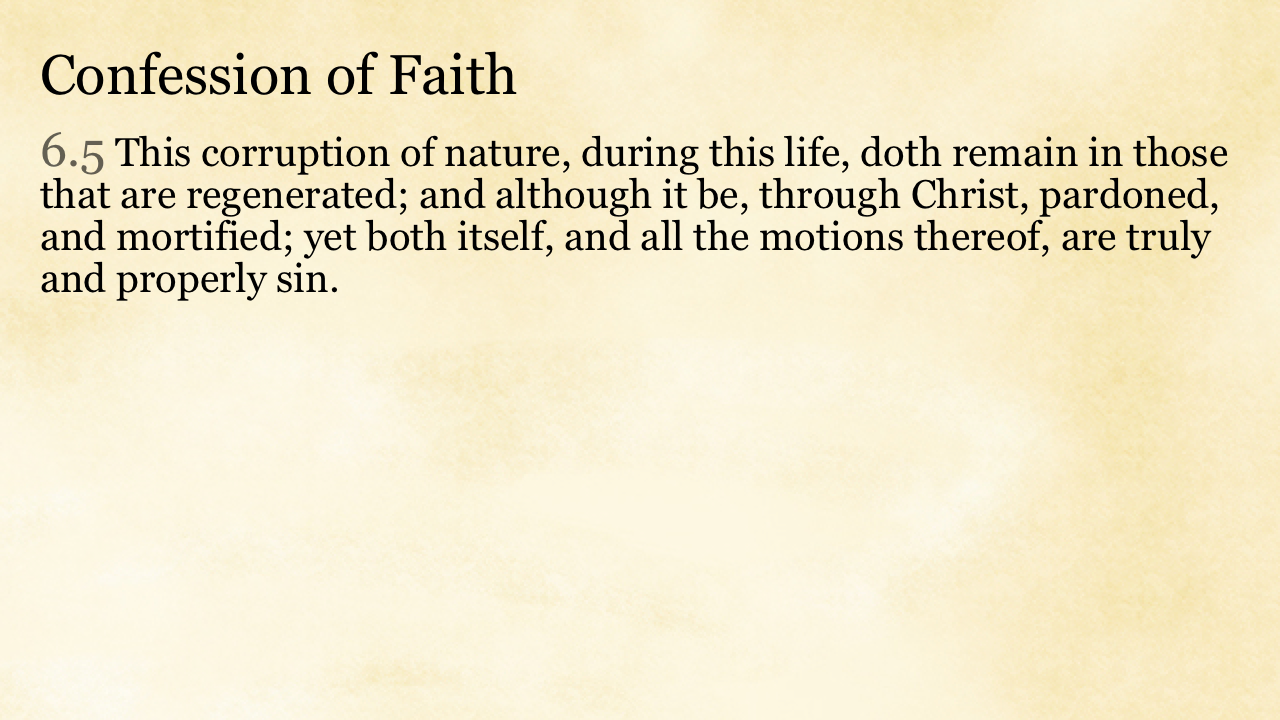 Confession of Faith
6.5 This corruption of nature, during this life, doth remain in those
that are regenerated; and although it be, through Christ, pardoned,
and mortified; yet both itself, and all the motions thereof, are truly
and properly sin.